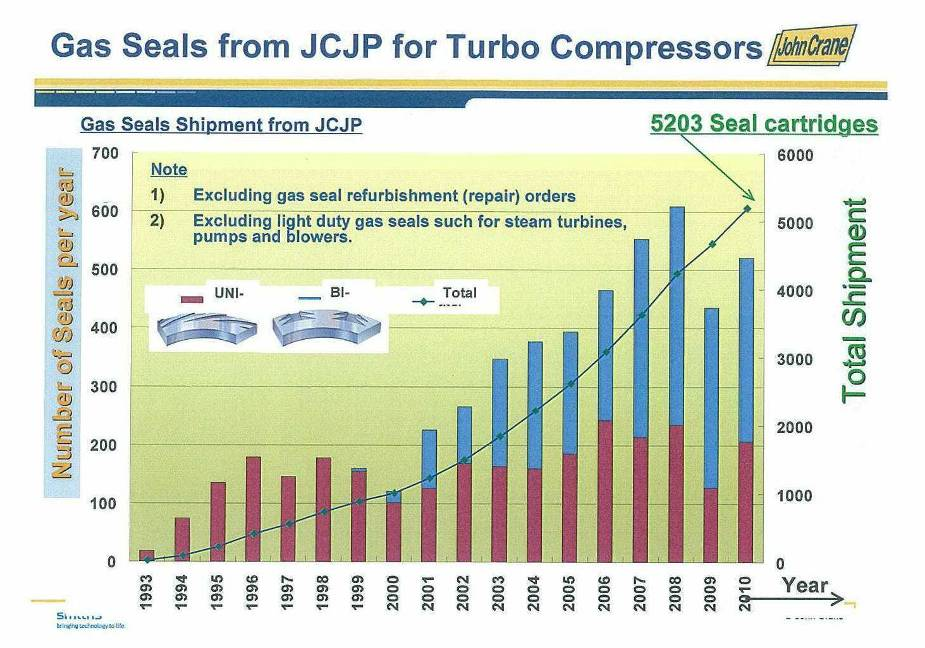 Gas Seals from JCJP for Turbo Compressors
John Crane
Gas Seals Shipment from JCJP
5203 Seal cartridges
Number of Seals per year
700
600
500
400
300
200
100
0
Note
1) Excluding gas seal refurbishment (repair) orders
2) Excluding light duty gas seals such for steam turbines,
pumps and blowers.
UNI-
BI-
Total
6000
5000
4000
3000
2000
1000
0
Total Shipment
1993
1994
1995
1996
1997
1998
1999
2000
2001
2002
2003
2004
2005
2006
2007
2008
2009
2010
Year
bringing technology to life